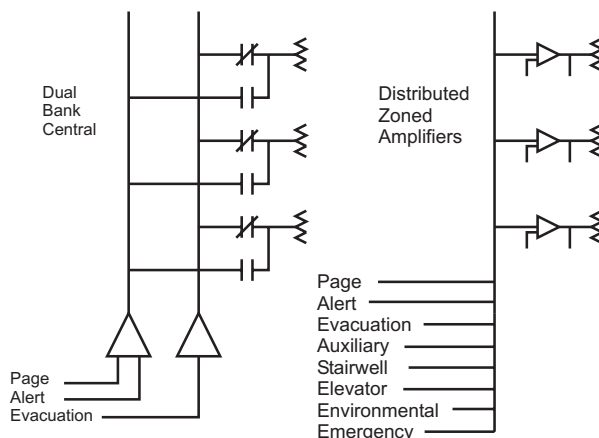 Dual
Bank
Central
Page
Alert
Evacuation
Distributed
Zoned
Amplifiers
Page
Alert
Evacuation
Auxiliary
Stairwell
Elevator
Environmental
Emergency